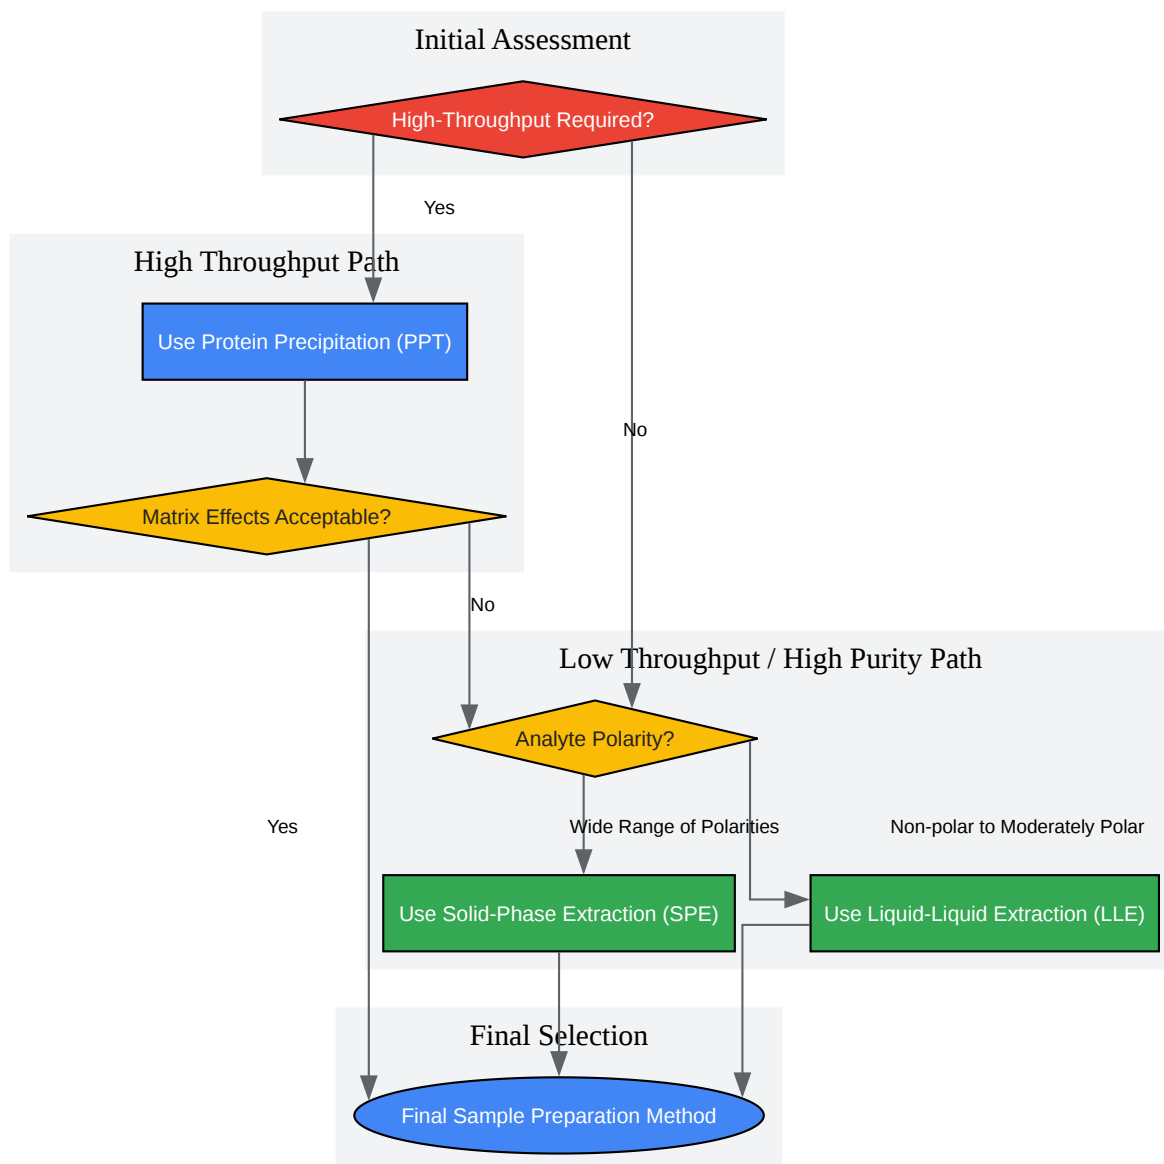 Initial Assessment
High-Throughput Required?
Yes
High Throughput Path
Use Protein Precipitation (PPT)
No
Matrix Effects Acceptable?
No
Low Throughput / High Purity Path
Analyte Polarity?
Yes
Wide Range of Polarities
Non-polar to Moderately Polar
Use Solid-Phase Extraction (SPE)
Use Liquid-Liquid Extraction (LLE)
Final Selection
Final Sample Preparation Method